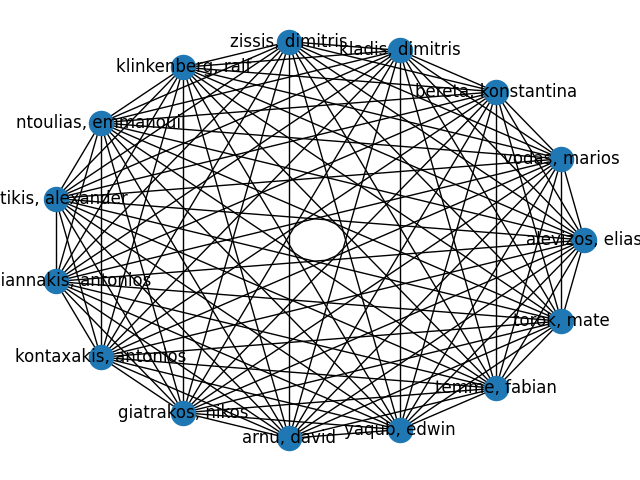 zissis, dimitris
kladis, dimitris
klinkenberg, ralf
bereta, konstantina
ntoulias, emmanouil
vodas, marios
tikis, alexander
alevizos, elias
iannakis, antonios
torok, mate
kontaxakis, antonios
temme, fabian
giatrakos, nikos
yaqub, edwin
arnu, david